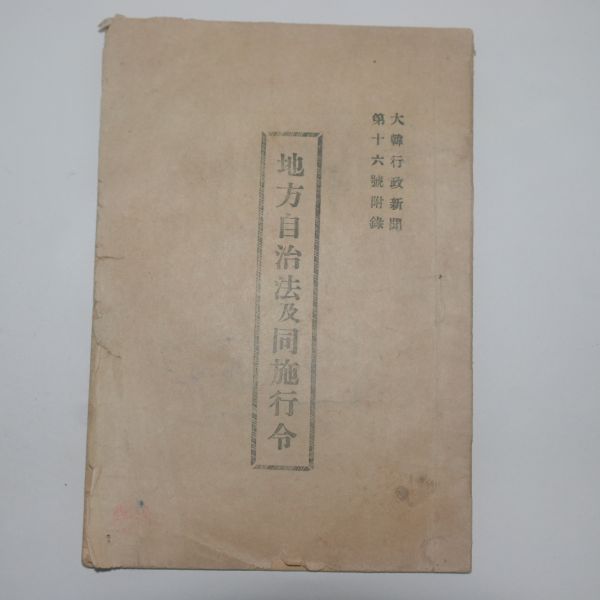 大韓行政新聞
第十六號附錄
地方自治法及同施行令